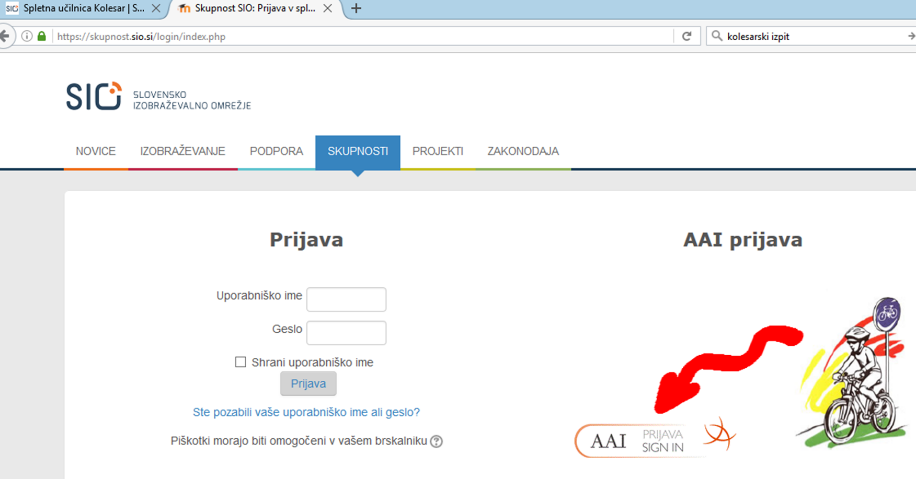 Spletna učilnica Kolesar | S...
Skupnost SIO: Prijava v spl...
https://skupnost.sio.si/login/index.php
kolesarski izpit
SIO
SLOVENSKO
IZOBRAŽEVALNO OMREŽJE
NOVICE IZOBRAŽEVANJE PODPORA SKUPNOSTI PROJEKTI ZAKONODAJA
Prijava
Uporabniško ime
Geslo
Shrani uporabniško ime
Prijava
Ste pozabili vaše uporabniško ime ali geslo?
Piškotki morajo biti omogočeni v vašem brskalniku
AAI prijava
AAI
PRIJAVA
SIGN IN